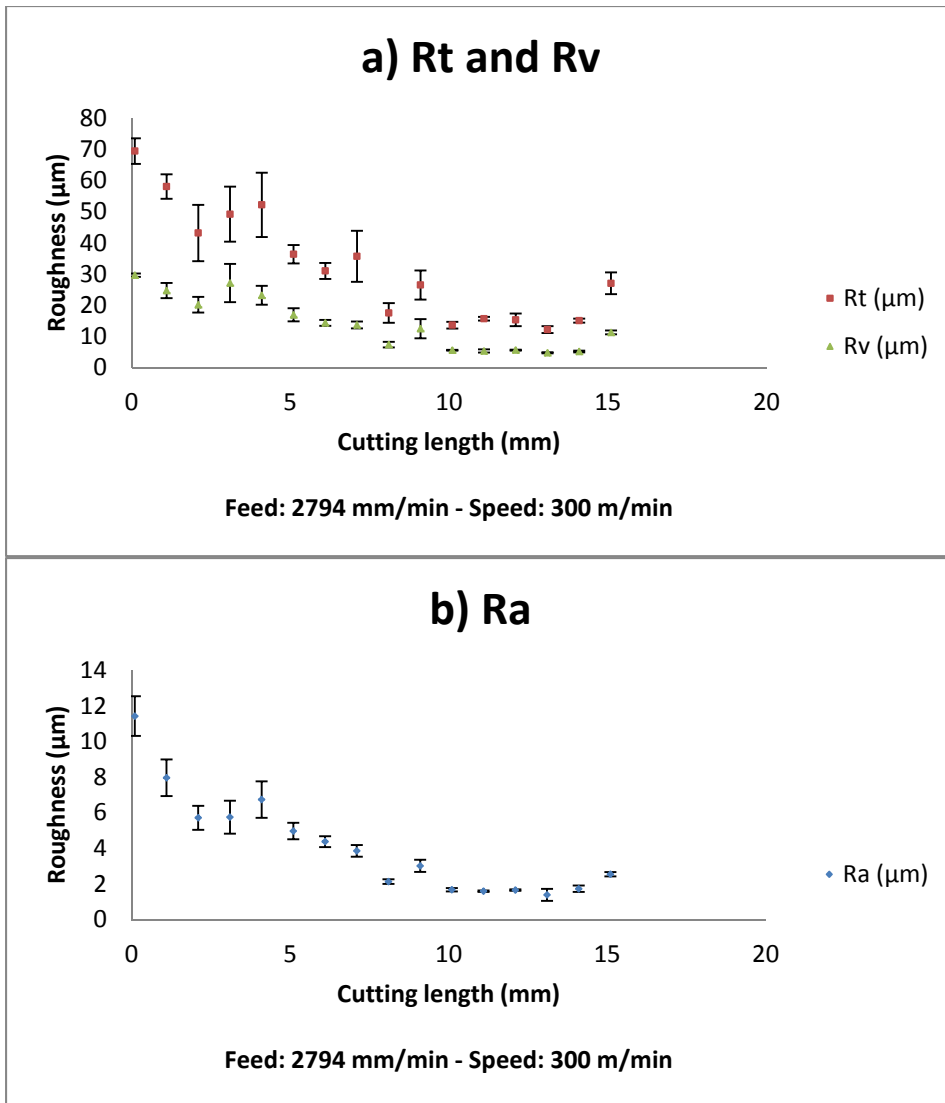 a) Rt and Rv
Roughness (µm)
80
70
60
50
40
30
20
10
0
0 5 10 15 20
Cutting length (mm)
Rt (µm)
Rv (µm)
Feed: 2794 mm/min - Speed: 300 m/min
b) Ra
Roughness (µm)
14
12
10
8
6
4
2
0
0 5 10 15 20
Cutting length (mm)
Ra (µm)
Feed: 2794 mm/min - Speed: 300 m/min